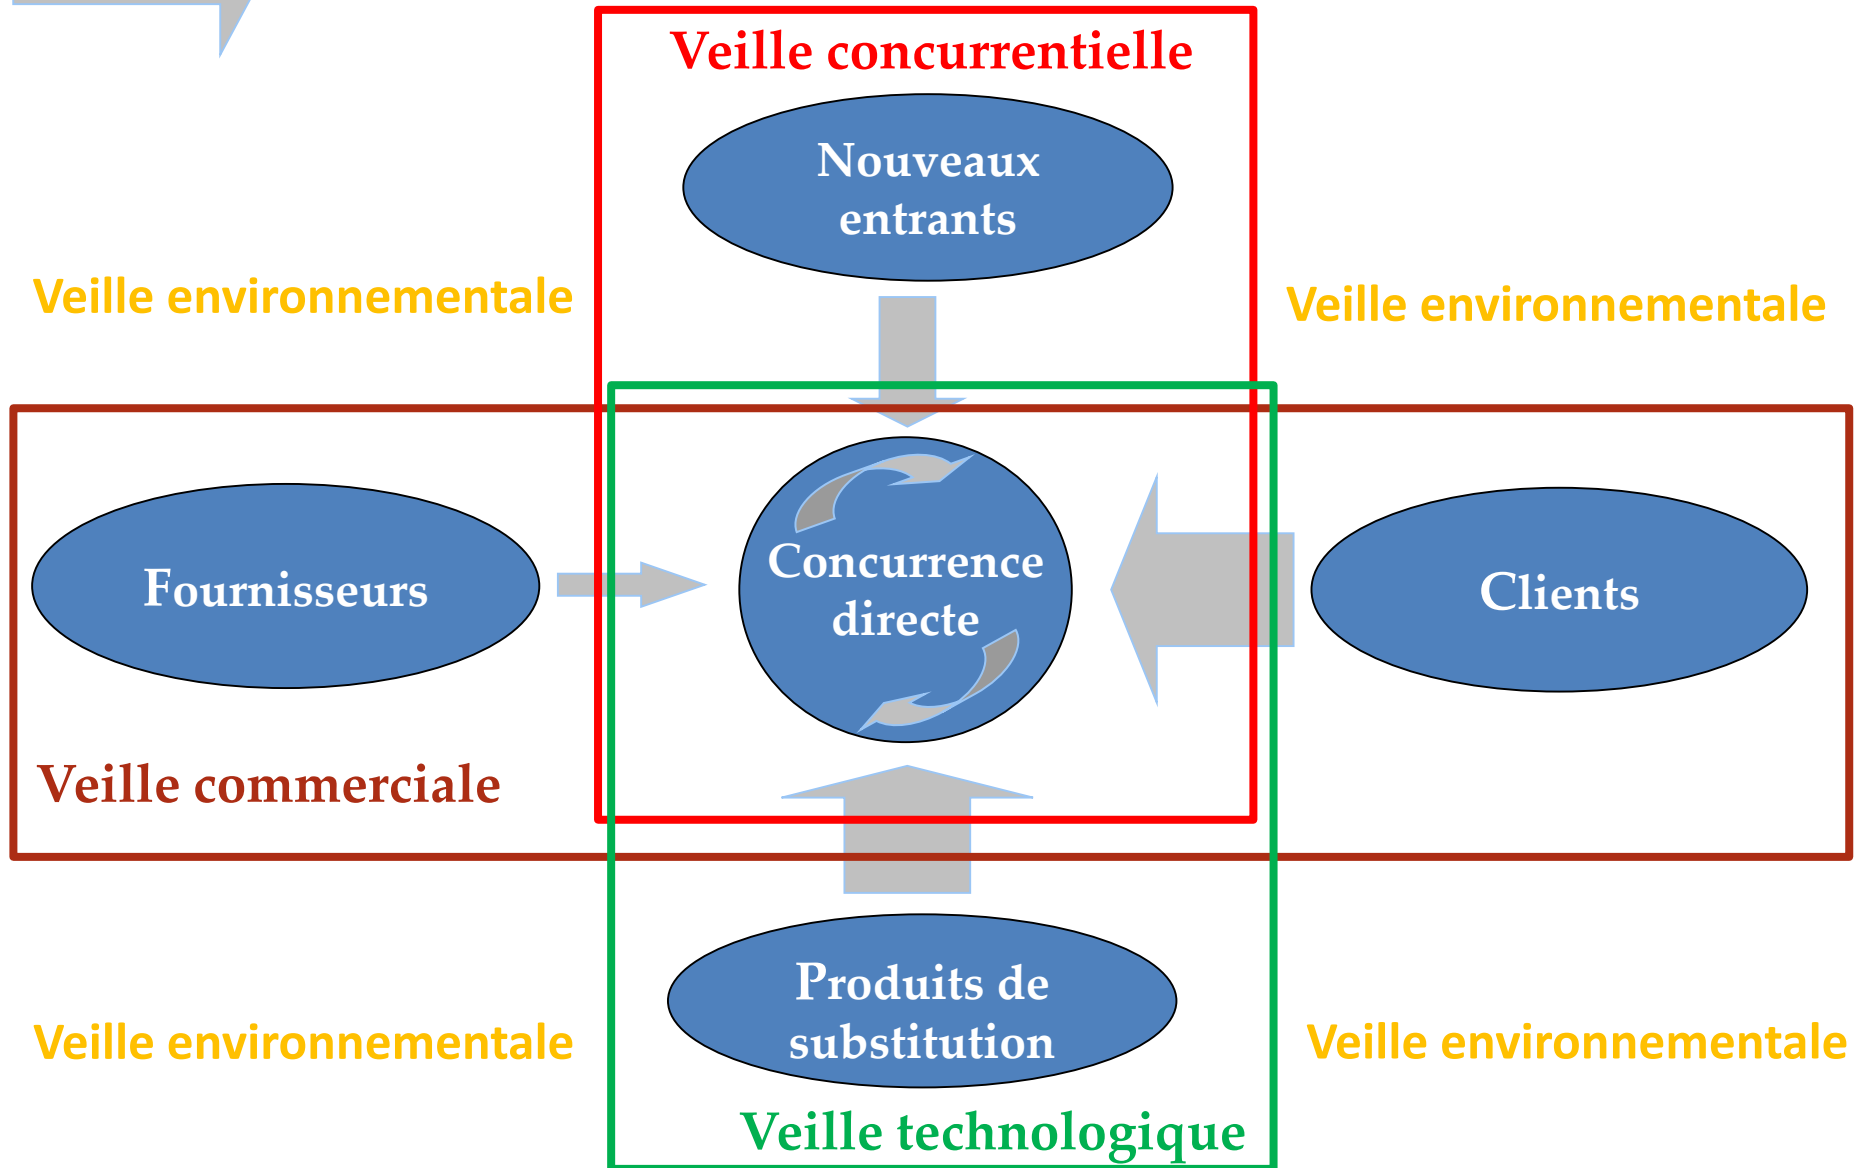 Veille concurrentielle
Nouveaux
entrants
Veille environnementale
Veille environnementale
Fournisseurs
Concurrence
directe
Clients
Veille commerciale
Produits de
substitution
Veille environnementale
Veille environnementale
Veille technologique